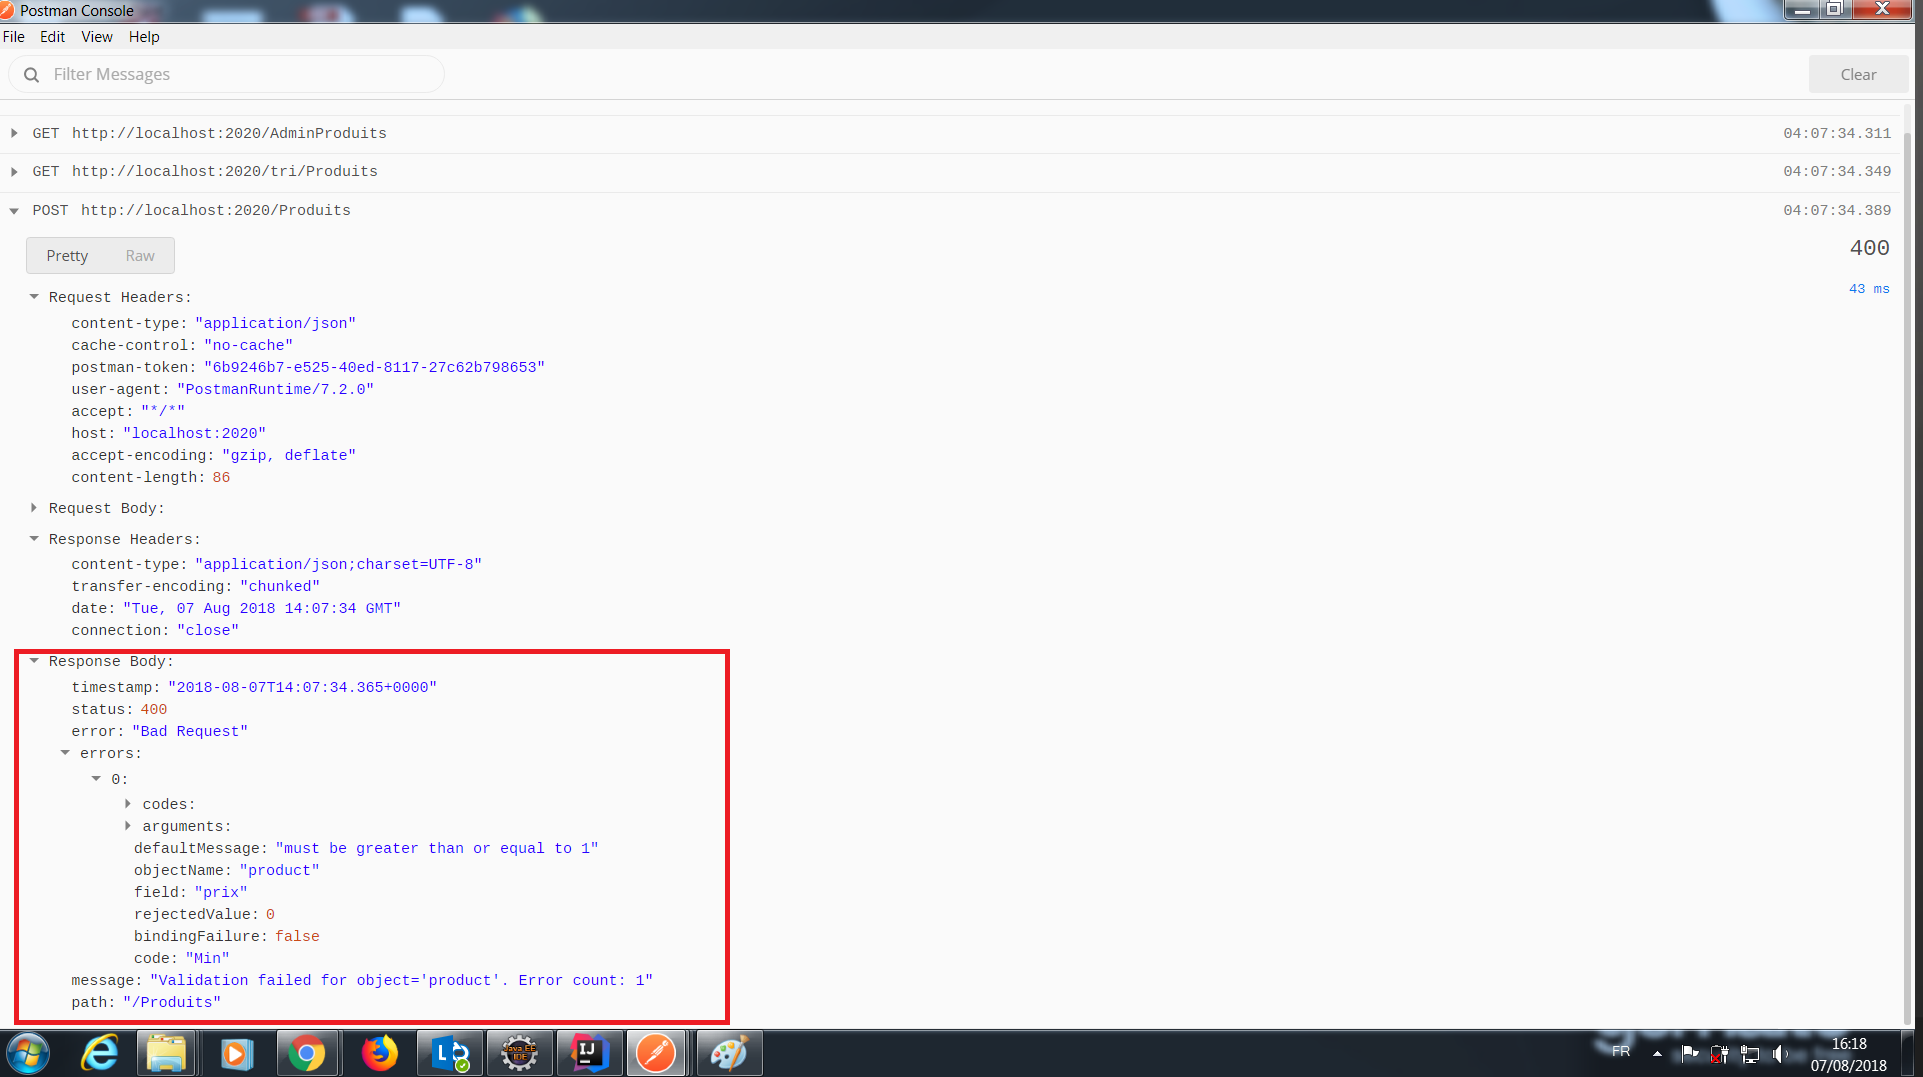 Postman Console
File Edit View Help
Filter Messages
Clear
GET http://localhost:2020/AdminProduits 04:07:34.311
GET http://localhost:2020/tri/Produits 04:07:34.349
POST http://localhost:2020/Produits 04:07:34.389
Pretty Raw 400
Request Headers: 43 ms
content-type: "application/json"
cache-control: "no-cache"
postman-token: "6b9246b7-e525-40ed-8117-27c62b798653"
user-agent: "PostmanRuntime/7.2.0"
accept: "*/*"
host: "localhost:2020"
accept-encoding: "gzip, deflate"
content-length: 86
Request Body:
Response Headers:
content-type: "application/json;charset=UTF-8"
transfer-encoding: "chunked"
date: "Tue, 07 Aug 2018 14:07:34 GMT"
connection: "close"
Response Body:
timestamp: "2018-08-07T14:07:34.365+0000"
status: 400
error: "Bad Request"
errors:
0:
codes:
arguments:
defaultMessage: "must be greater than or equal to 1"
objectName: "product"
field: "prix"
rejectedValue: 0
bindingFailure: false
code: "Min"
message: "Validation failed for object='product'. Error count: 1"
path: "/Produits"
Java EE
IDE
IJ
FR
16:18
07/08/2018